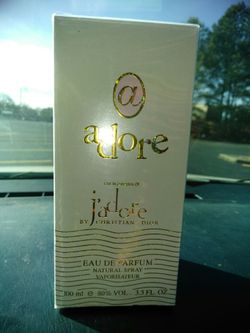 a
adore
j'adore
BY CHRISTIAN DIOR
EAU DE PARFUM
NATURAL SPRAY
VAPORISATEUR
100 ml ℮ 80% VOL. 3.3 FL. OZ.